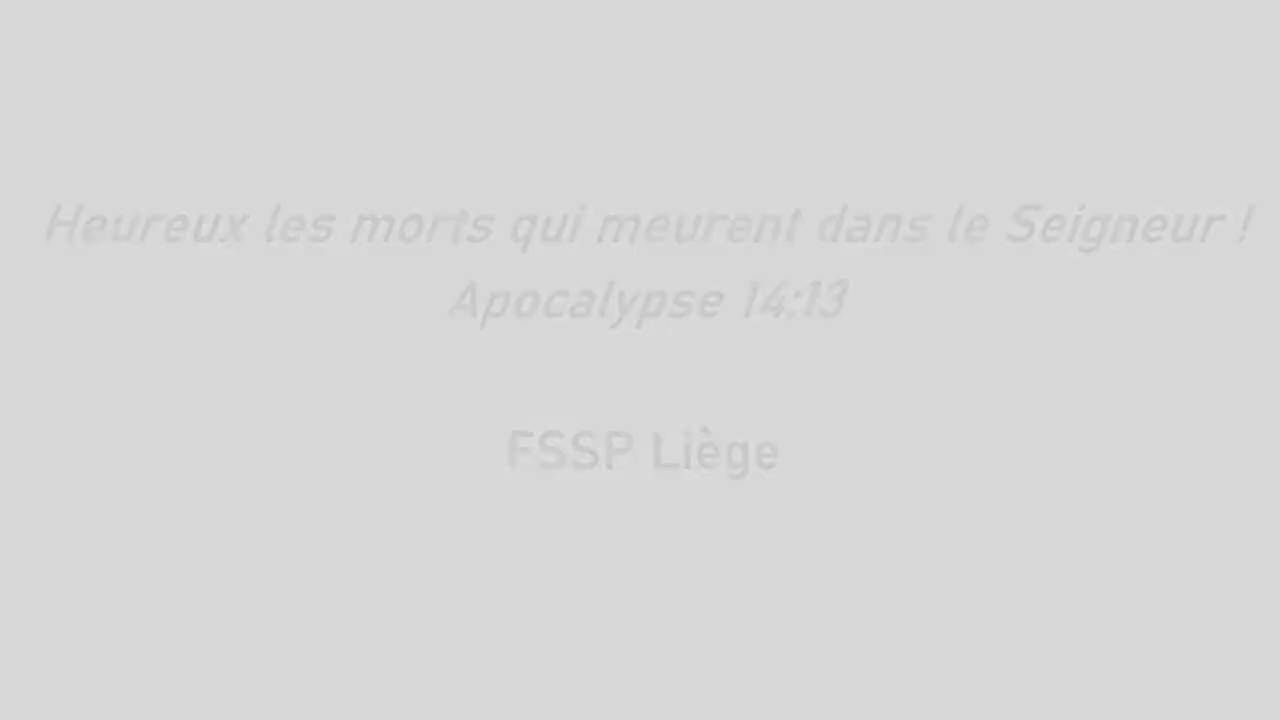 Heureux les morts qui meurent dans le Seigneur !
Apocalypse 14:13
FSSP Liège